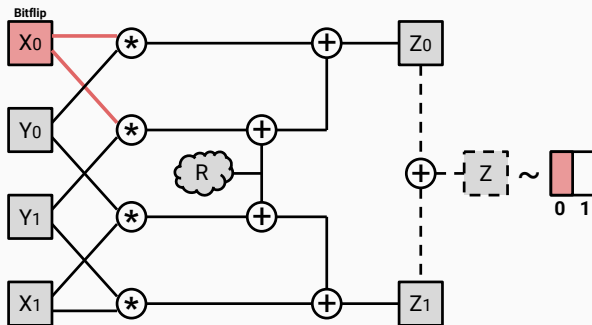 Bitflip
X0 * + Z0
Y0 * +
R + Z ~
0 1
Y1 * +
X1 * + Z1